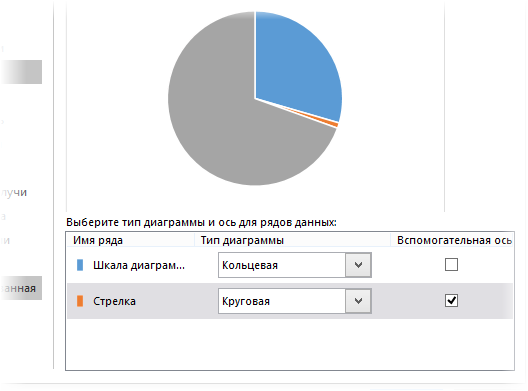 лучи
а
и
анная
Выберите тип диаграммы и ось для рядов данных:
Имя ряда Тип диаграммы Вспомогательная ось
Шкала диаграм... Кольцевая
Стрелка Круговая